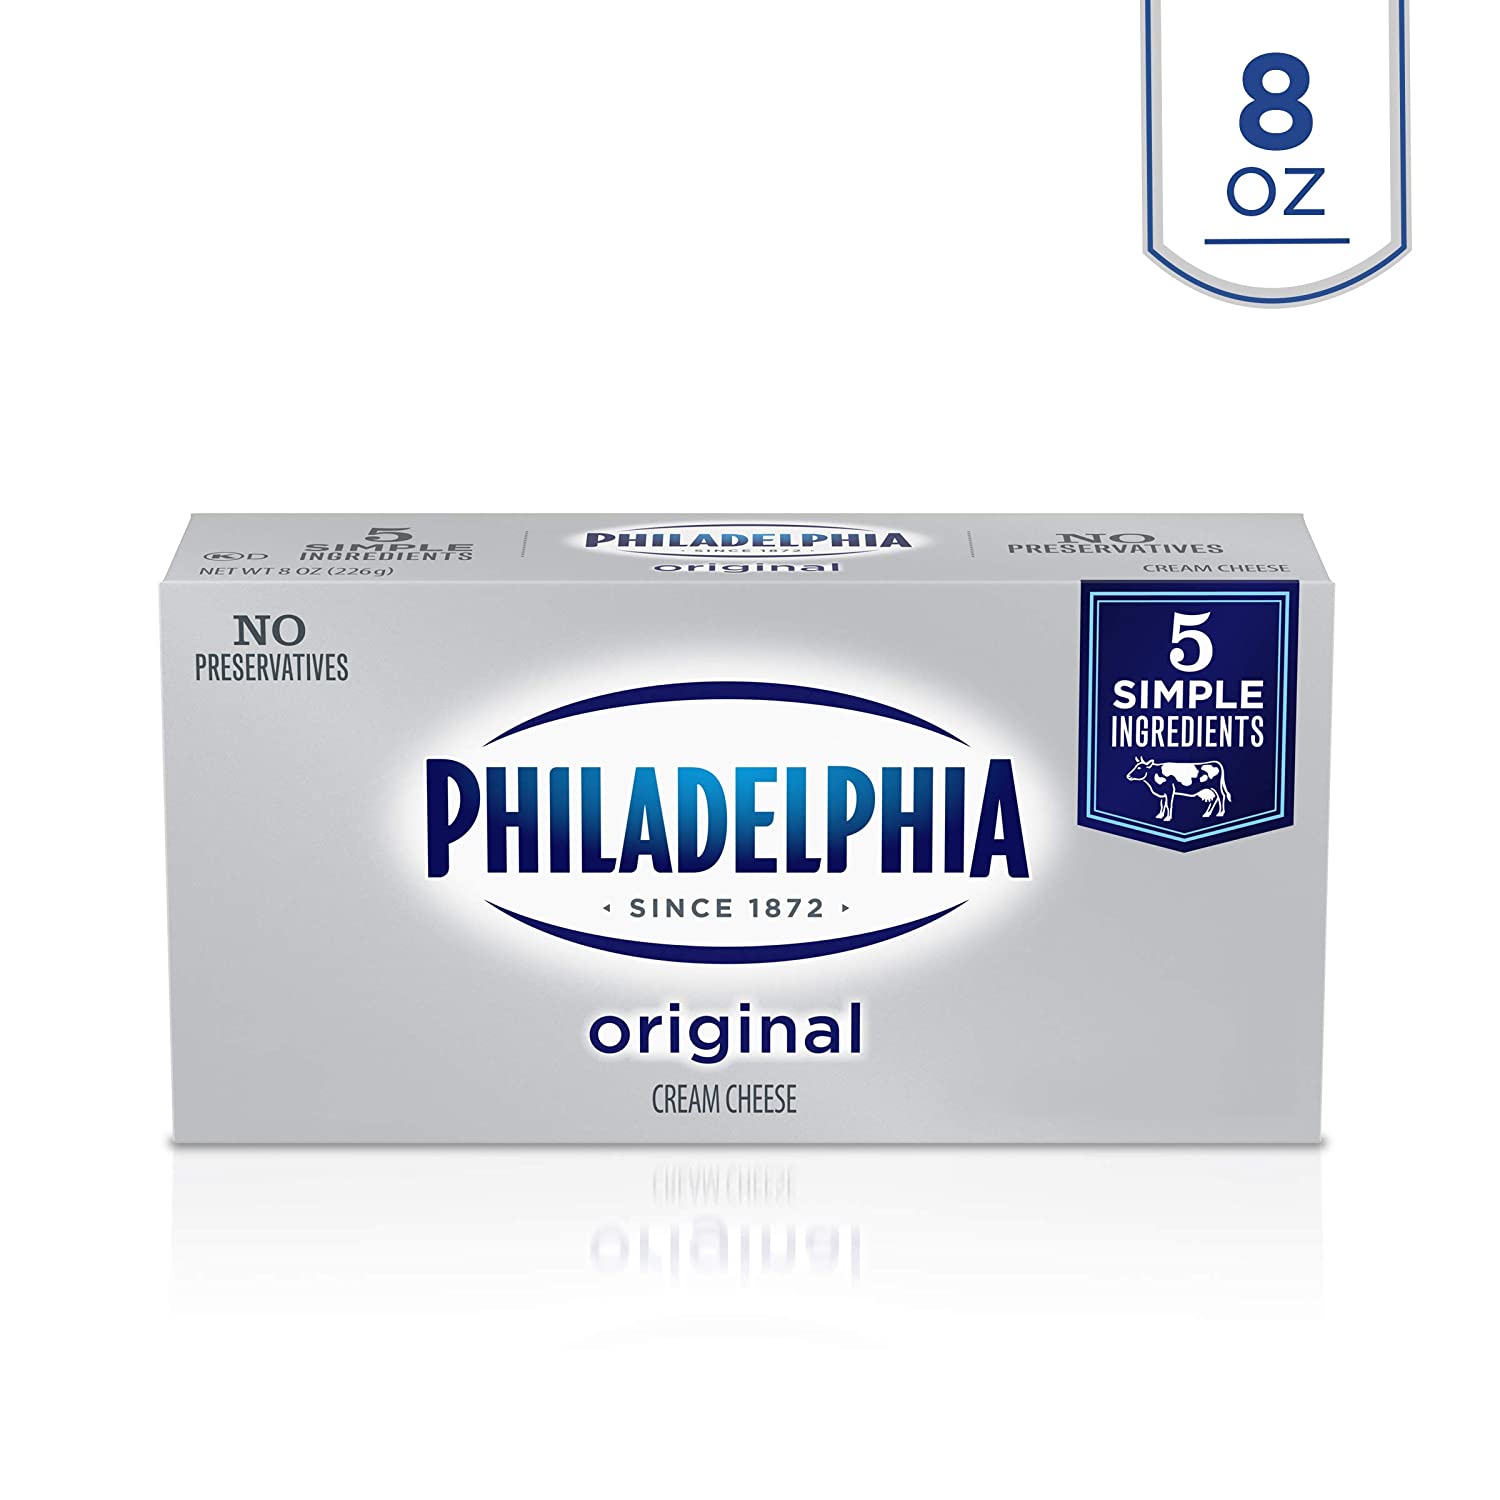 8
OZ
K D
5
SIMPLE
INGREDIENTS
NET WT 8 OZ (226g)
PHILADELPHIA
SINCE 1872
original
NO
PRESERVATIVES
CREAM CHEESE
NO
PRESERVATIVES
5
SIMPLE
INGREDIENTS
PHILADELPHIA
SINCE 1872
original
CREAM CHEESE